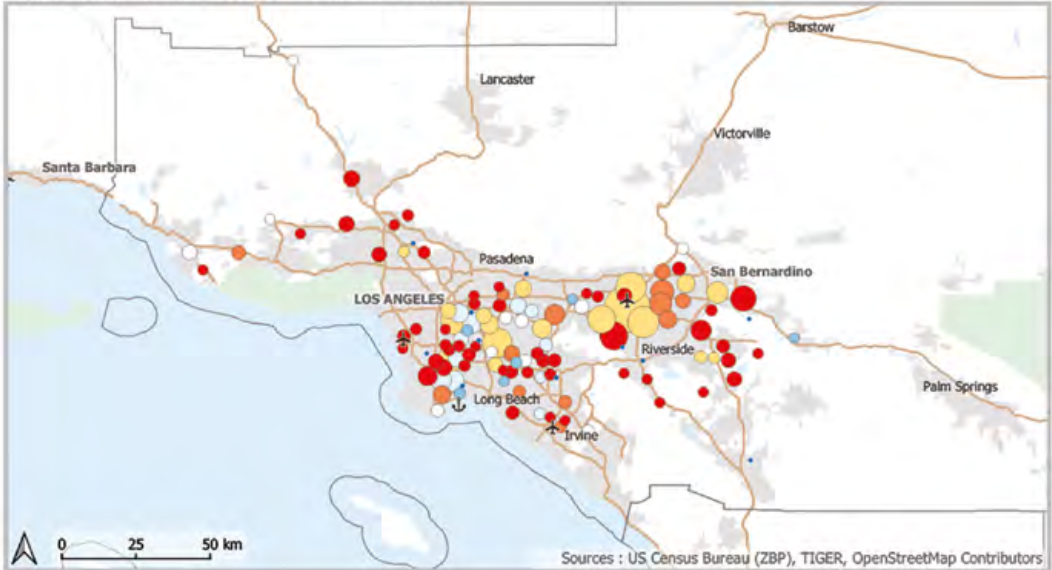 Barstow
Lancaster
Victorville
Santa Barbara
Pasadena
San Bernardino
LOS ANGELES
Riverside
Palm Springs
Long Beach
Irvine
0 25 50 km
Sources : US Census Bureau (ZBP), TIGER, OpenStreetMap Contributors